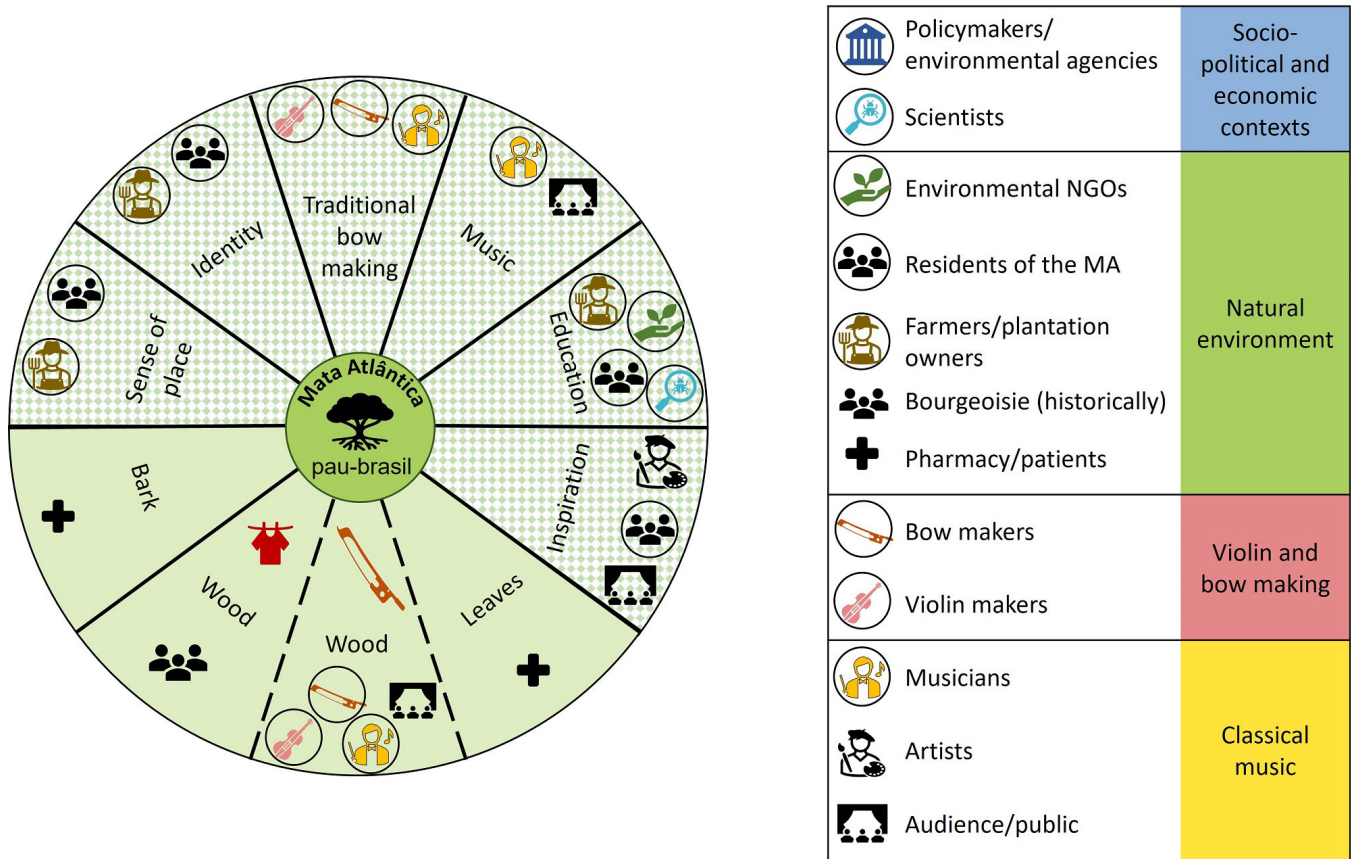 Identity
Traditional
bow
making
Music
Education
Inspiration
Leaves
Wood
Wood
Bark
Sense of
place
Mata Atlântica
pau-brasil
Policymakers/
environmental agencies
Scientists
Socio-
political and
economic
contexts
Environmental NGOs
Residents of the MA
Farmers/plantation
owners
Bourgeoisie (historically)
Pharmacy/patients
Natural
environment
Bow makers
Violin makers
Violin and
bow making
Musicians
Artists
Audience/public
Classical
music